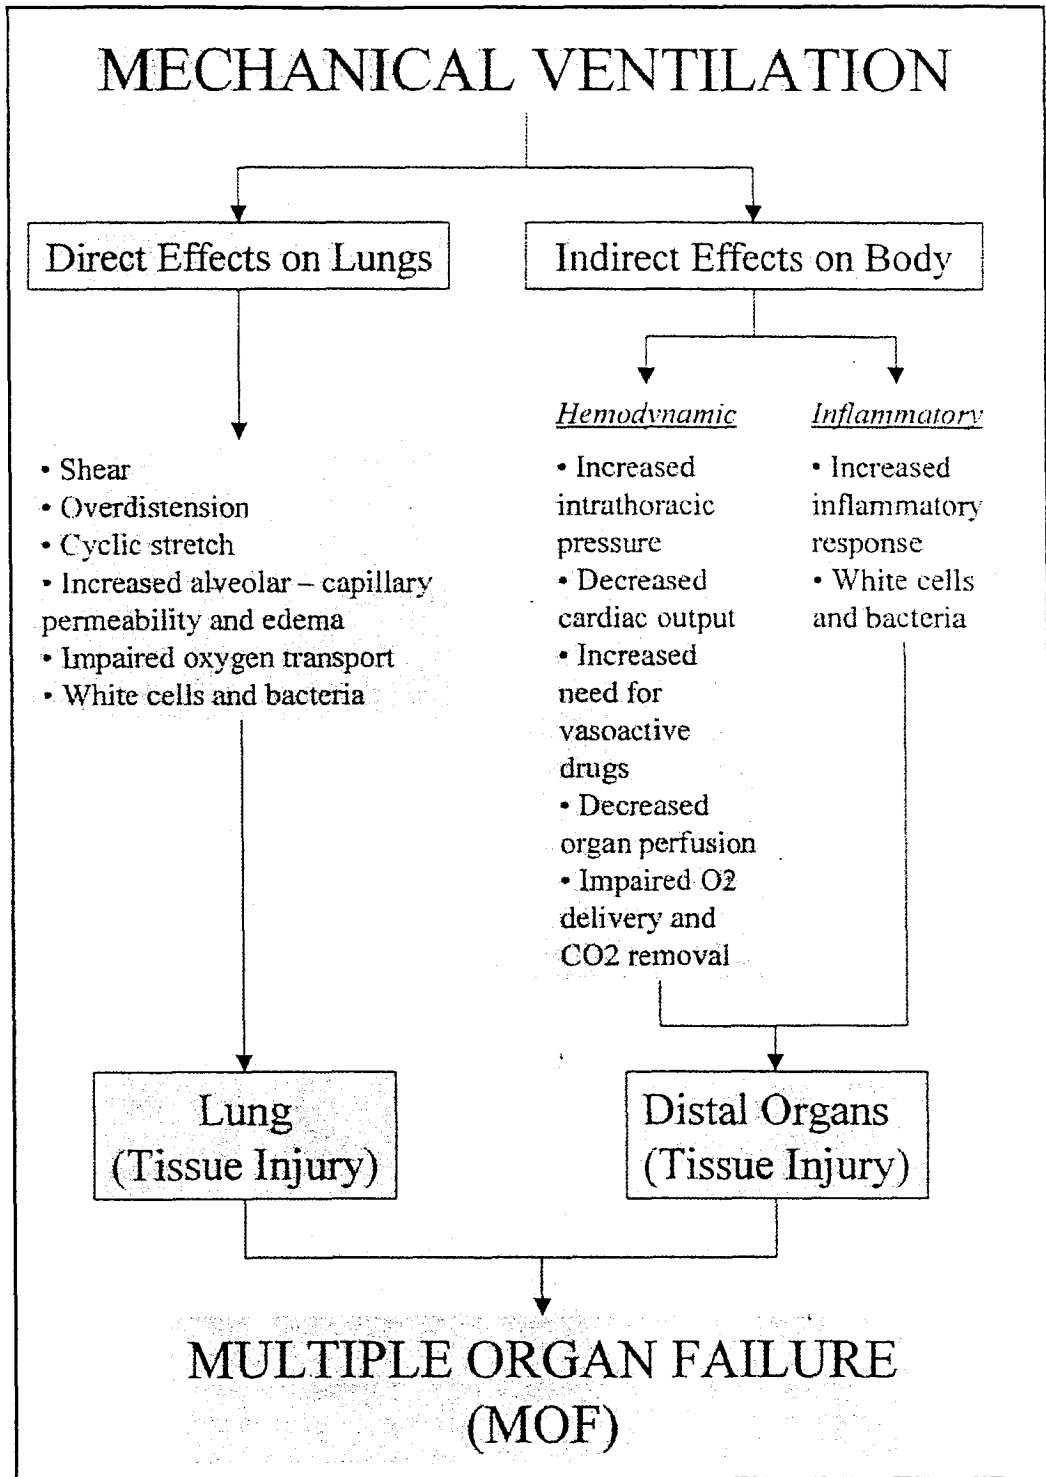 MECHANICAL VENTILATION
Direct Effects on Lungs
Indirect Effects on Body
• Shear
• Overdistension
• Cyclic stretch
• Increased alveolar – capillary
permeability and edema
• Impaired oxygen transport
• White cells and bacteria
Hemodynamic
• Increased
intrathoracic
pressure
• Decreased
cardiac output
• Increased
need for
vasoactive
drugs
• Decreased
organ perfusion
• Impaired O2
delivery and
CO2 removal
Inflammatory
• Increased
inflammatory
response
• White cells
and bacteria
Lung
(Tissue Injury)
Distal Organs
(Tissue Injury)
MULTIPLE ORGAN FAILURE
(MOF)